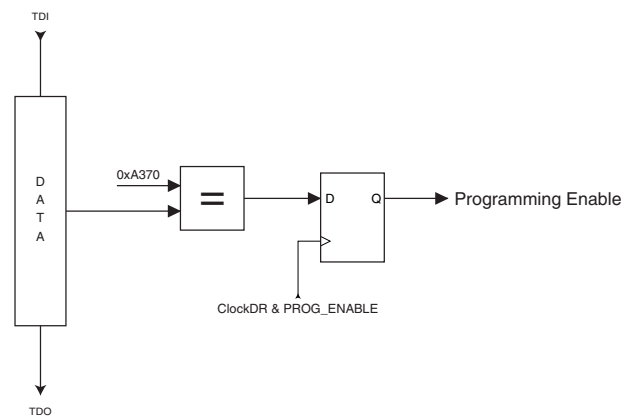 TDI
D
A
T
A
0xA370
=
D
Q
Programming Enable
ClockDR & PROG_ENABLE
TDO